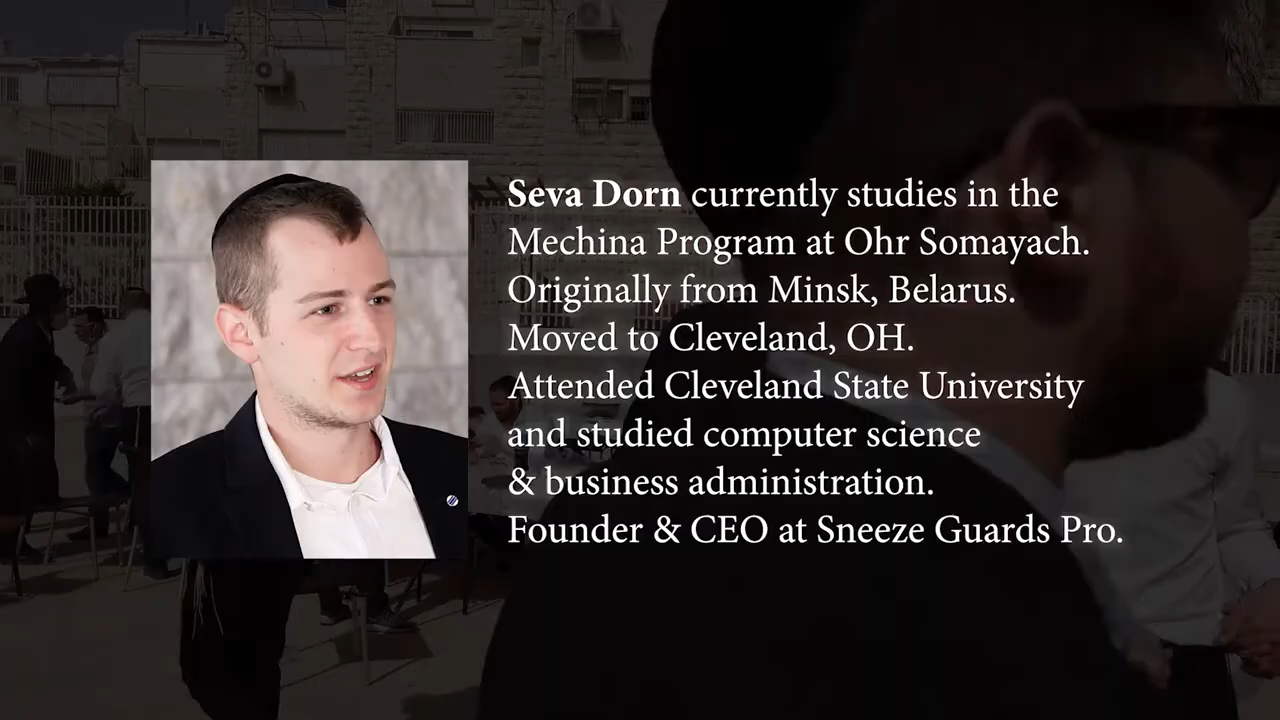 Seva Dorn currently studies in the
Mechina Program at Ohr Somayach.
Originally from Minsk, Belarus.
Moved to Cleveland, OH.
Attended Cleveland State University
and studied computer science
& business administration.
Founder & CEO at Sneeze Guards Pro.